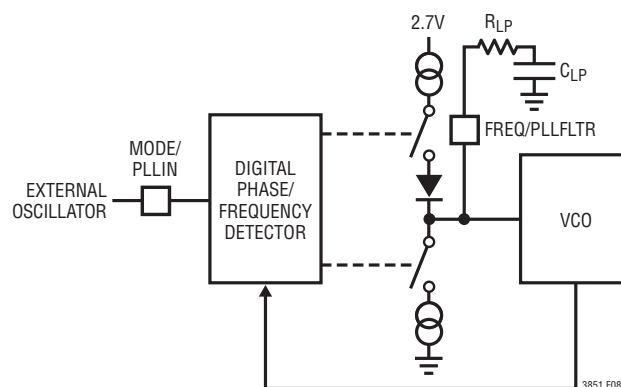 2.7V
R_LP
C_LP
FREQ/PLLFLTR
MODE/
PLLIN
EXTERNAL
OSCILLATOR
DIGITAL
PHASE/
FREQUENCY
DETECTOR
VCO
3851 F08